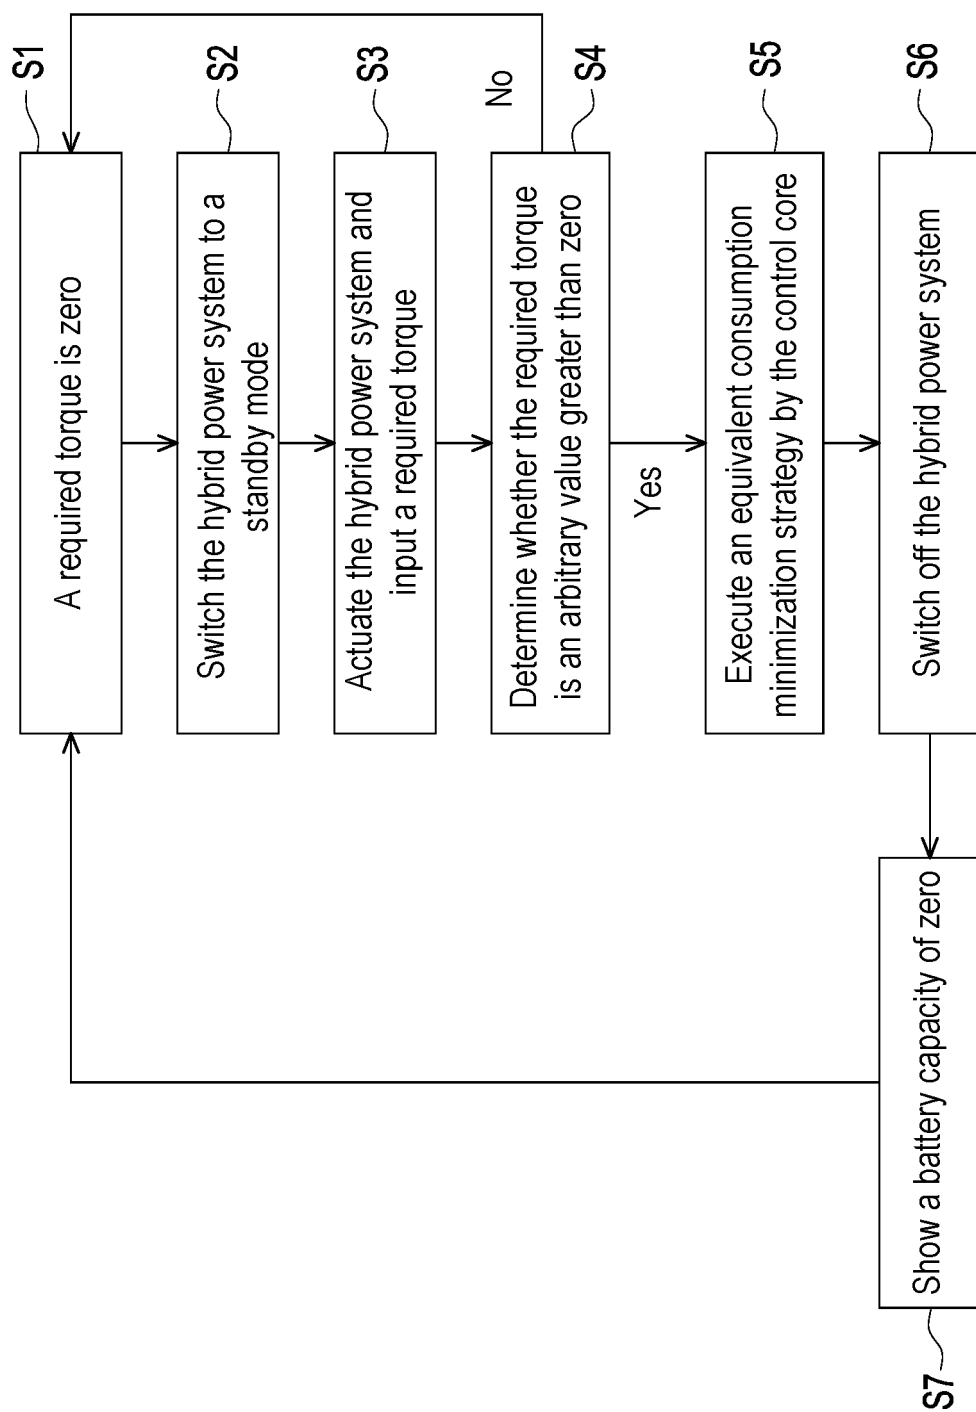 S1
A required torque is zero
S2
Switch the hybrid power system to a
standby mode
S3
Actuate the hybrid power system and
input a required torque
S4
Determine whether the required torque
is an arbitrary value greater than zero
No
Yes
S5
Execute an equivalent consumption
minimization strategy by the control core
S6
Switch off the hybrid power system
S7
Show a battery capacity of zero